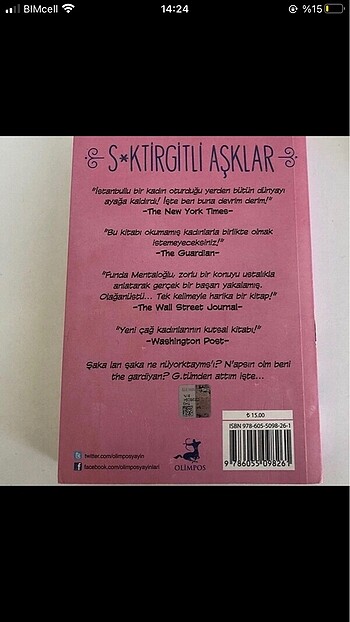 BIMcell
14:24
%15
S*KTİRGİTLİ AŞKLAR
"İstanbullu bir kadın oturduğu yerden bütün dünyayı
ayağa kaldırdı! İşte ben buna devrim derim!"
-The New York Times-
"Bu kitabı okumamış kadınlarla birlikte olmak
istemeyeceksiniz!"
-The Guardian-
"Funda Mentaloğlu, zorlu bir konuyu ustalıkla
anlatarak gerçek bir başarı yakalamış.
Olağanüstü... Tek kelimeyle harika bir kitap!"
-The Wall Street Journal-
"Yeni çağ kadınlarının kutsal kitabı!"
-Washington Post-
Şaka lan şaka ne nüyorktayms'ı? N'apsın olm beni
the gardiyan? G.tümden attım işte...
₺ 15.00
ISBN 978-605-5098-26-1
9 786055 098261
twitter.com/olimposyayin
facebook.com/olimposyayinlari
OLİMPOS